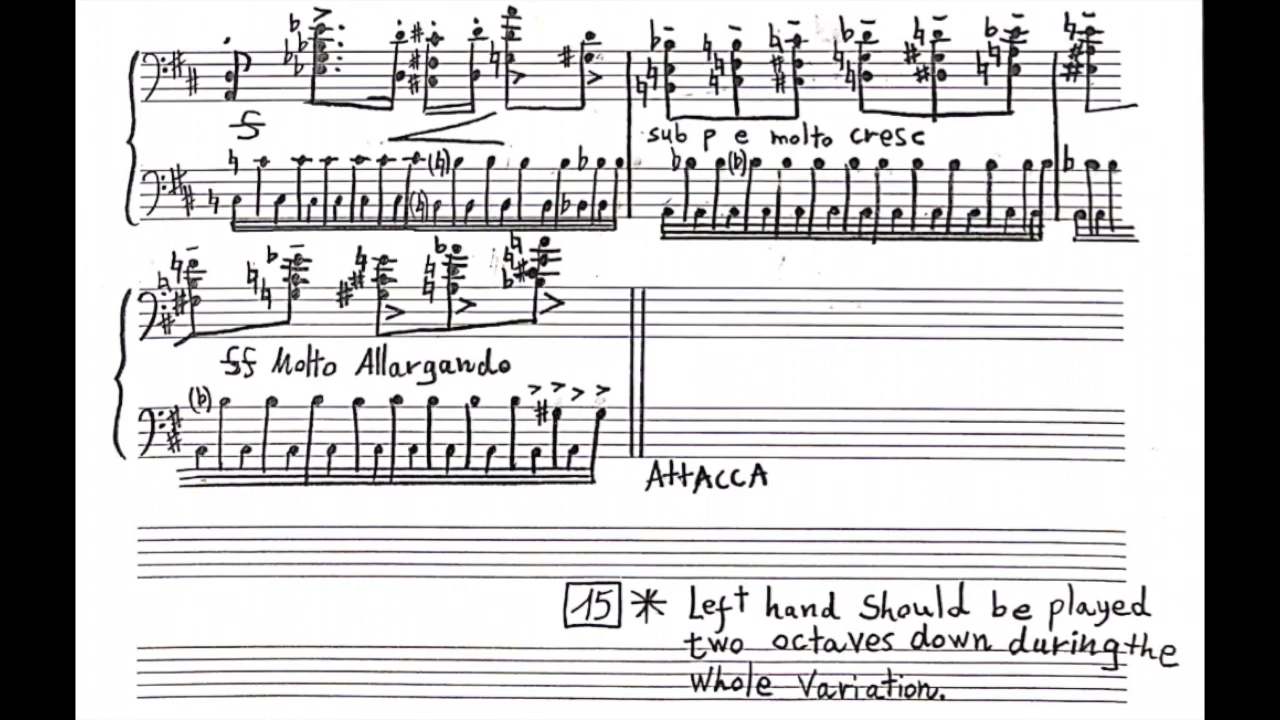 f
sub p e molto cresc
ff Molto Allargando
ATTACCA
15 * Left hand Should be played
two octaves down during the
whole Variation.